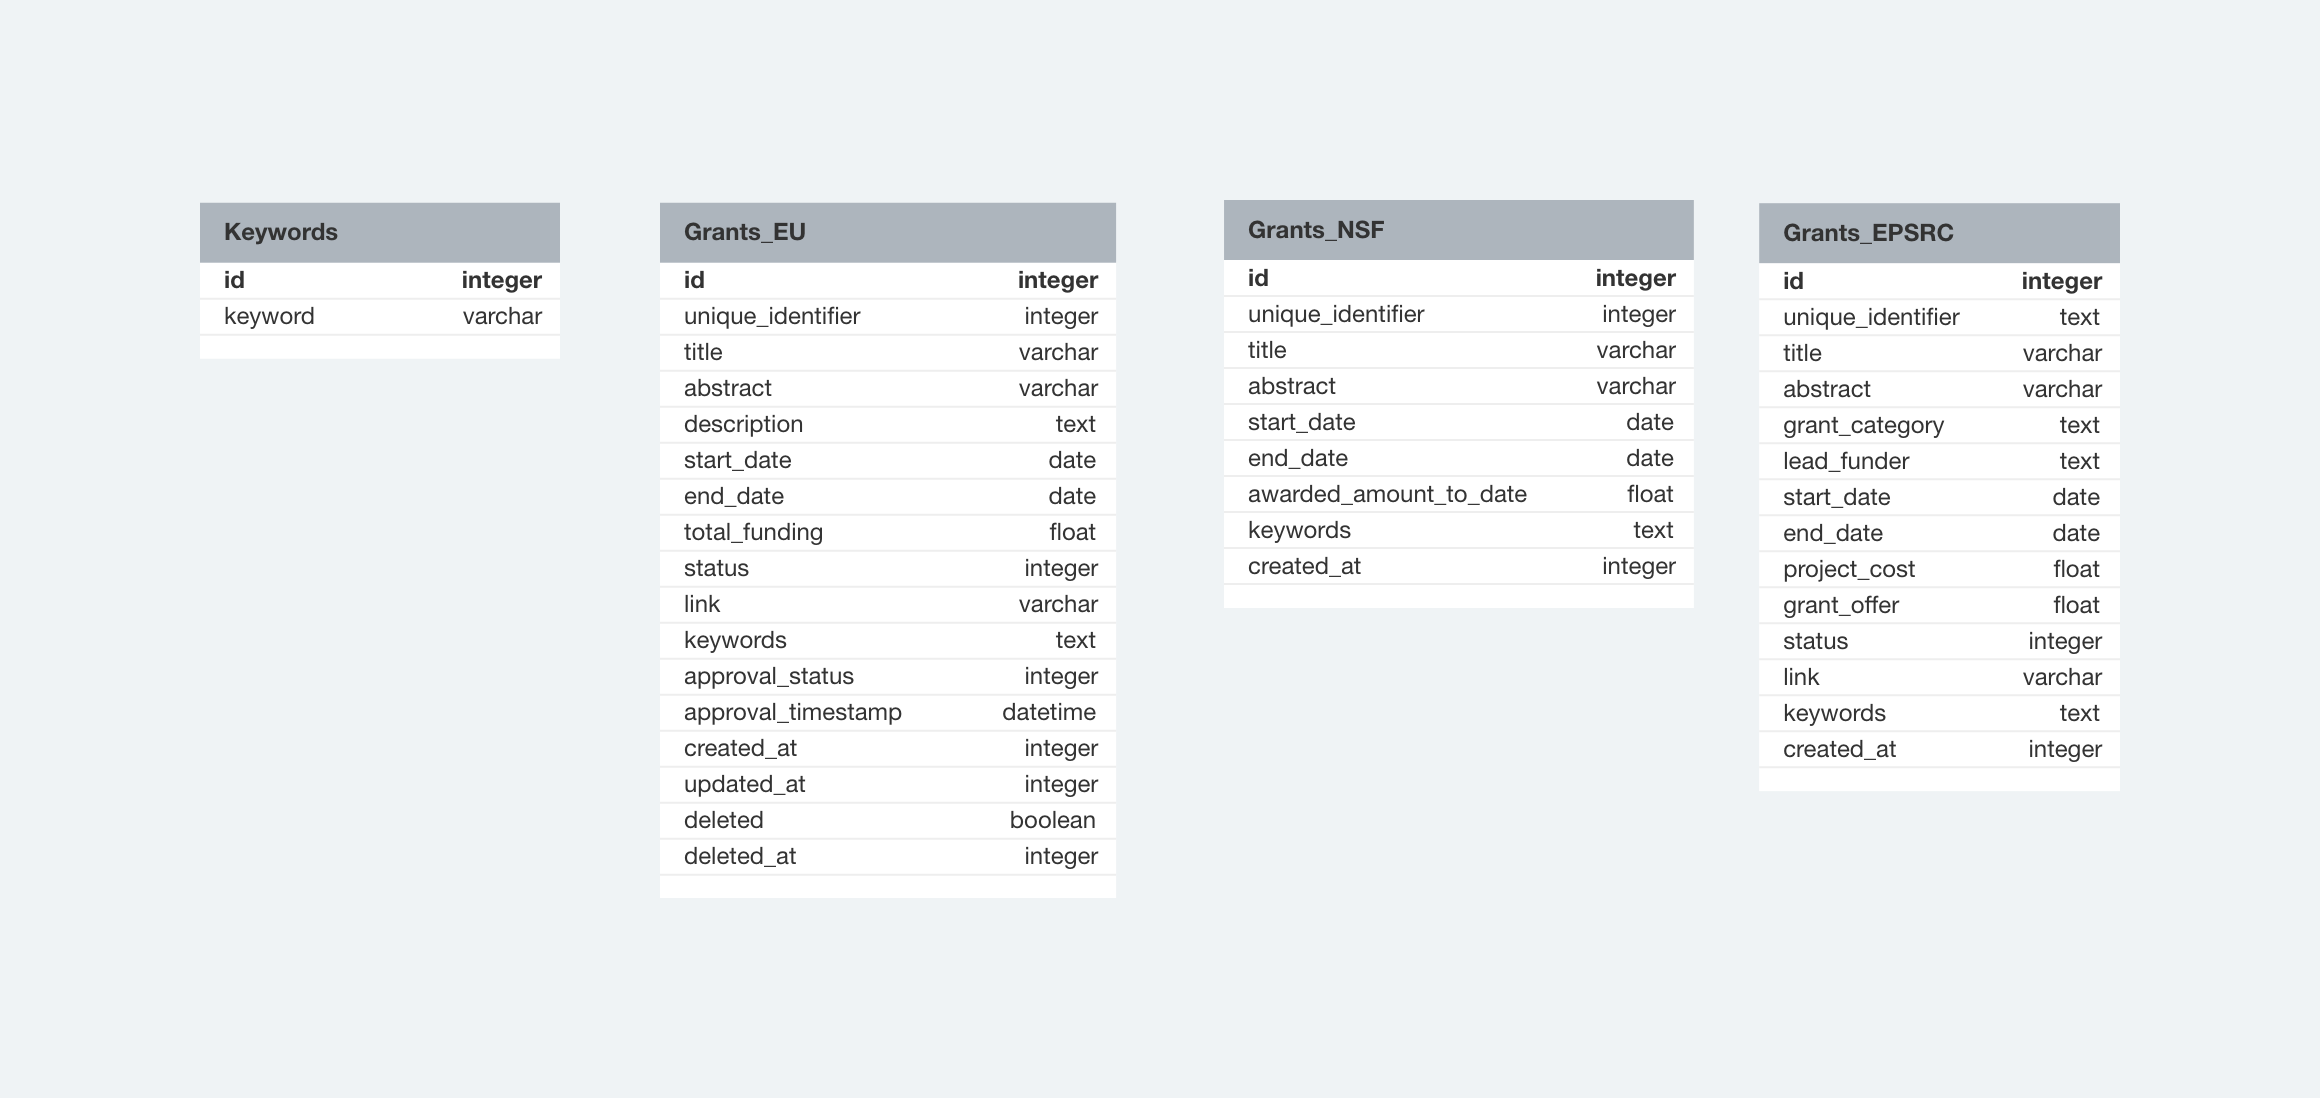 Keywords
id integer
keyword varchar
Grants_EU
id integer
unique_identifier integer
title varchar
abstract varchar
description text
start_date date
end_date date
total_funding float
status integer
link varchar
keywords text
approval_status integer
approval_timestamp datetime
created_at integer
updated_at integer
deleted boolean
deleted_at integer
Grants_NSF
id integer
unique_identifier integer
title varchar
abstract varchar
start_date date
end_date date
awarded_amount_to_date float
keywords text
created_at integer
Grants_EPSRC
id integer
unique_identifier text
title varchar
abstract varchar
grant_category text
lead_funder text
start_date date
end_date date
project_cost float
grant_offer float
status integer
link varchar
keywords text
created_at integer